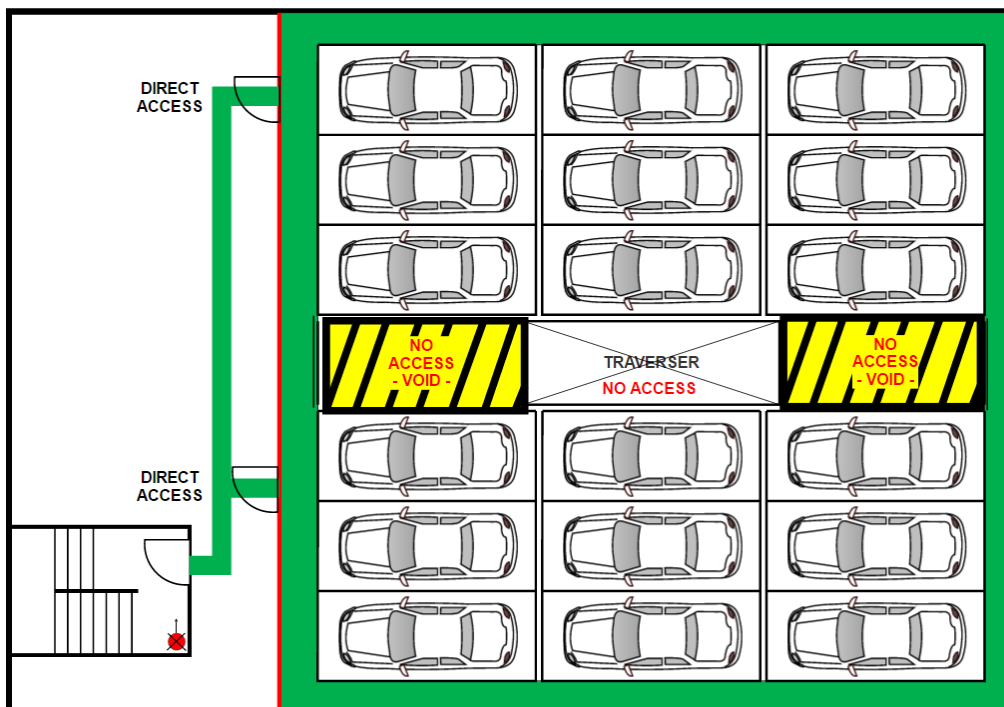 DIRECT
ACCESS
NO
ACCESS
- VOID -
TRAVERSER
NO ACCESS
NO
ACCESS
- VOID -
DIRECT
ACCESS